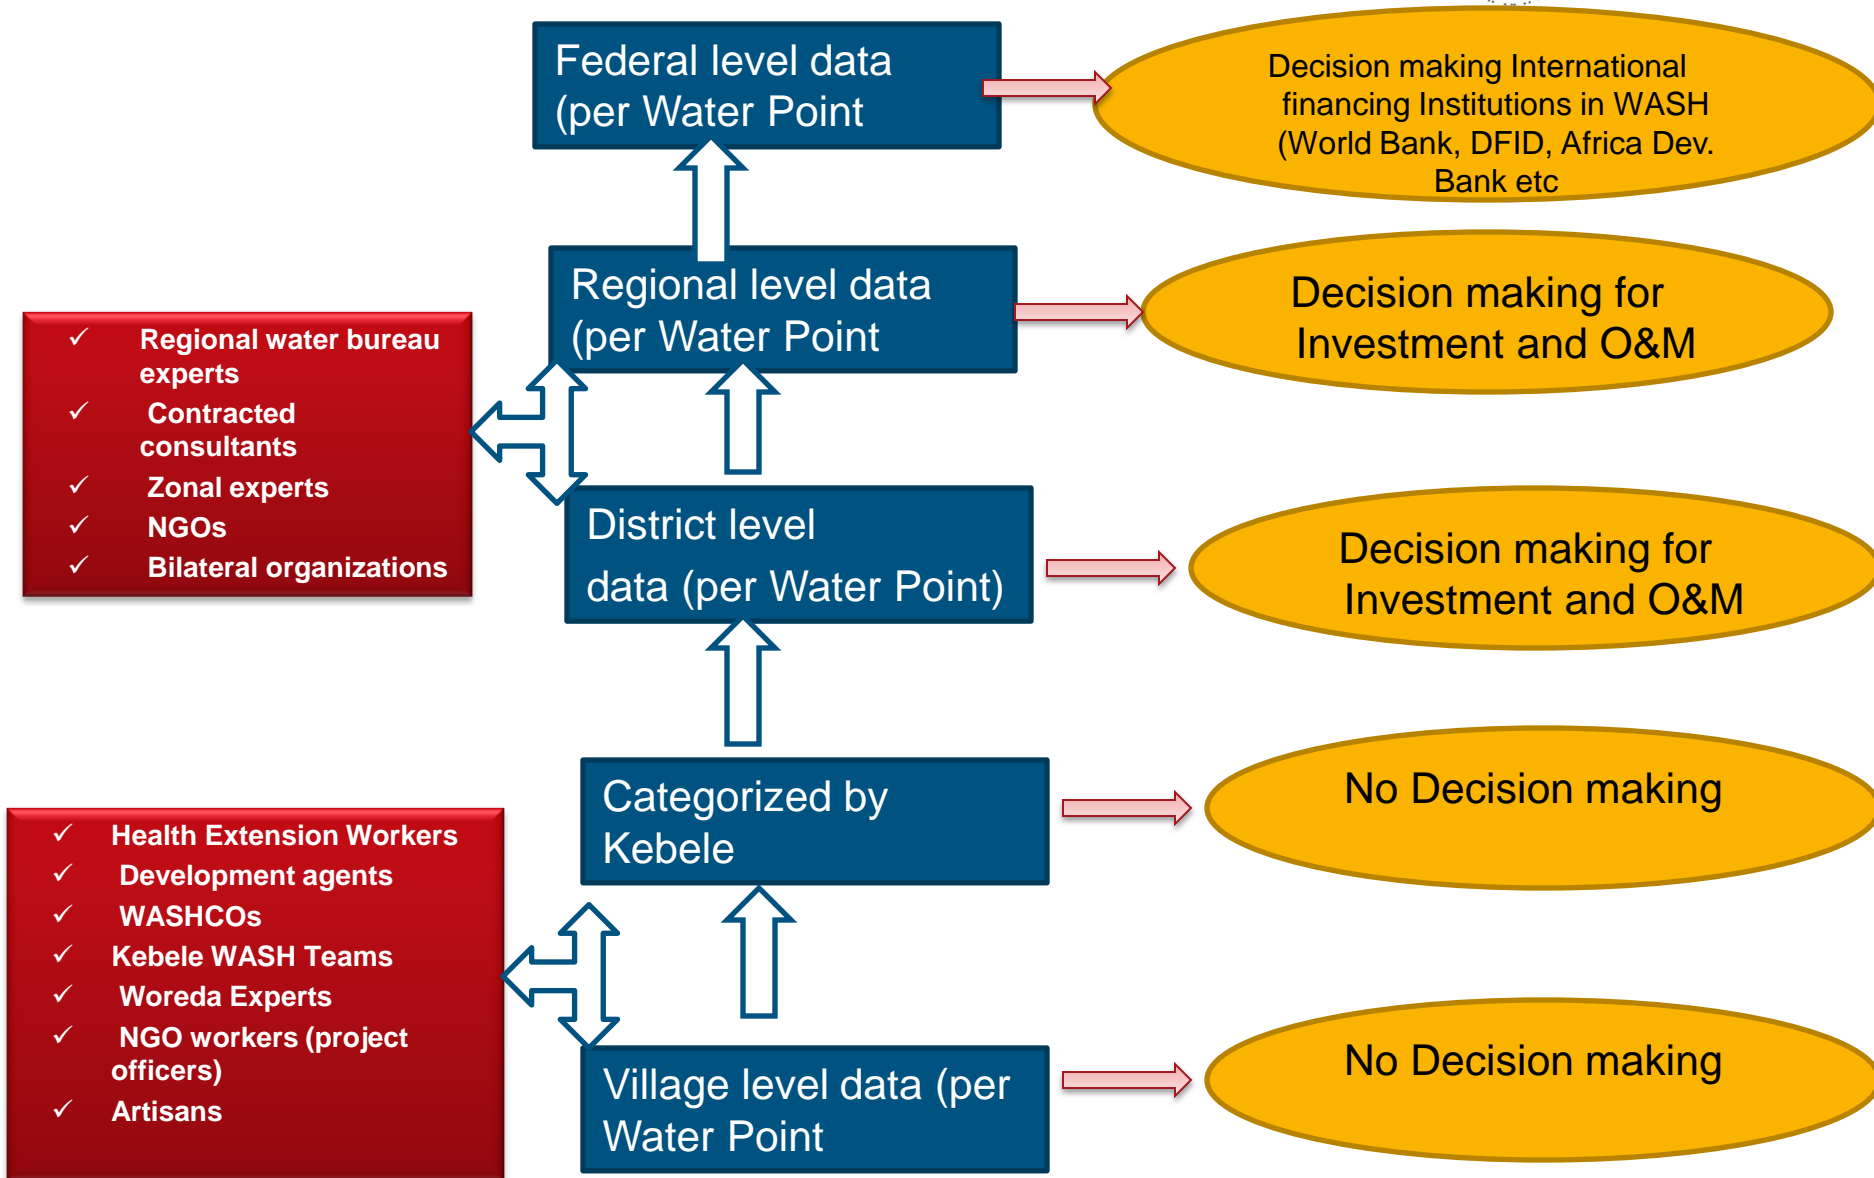 Federal level data
(per Water Point
Decision making International
financing Institutions in WASH
(World Bank, DFID, Africa Dev.
Bank etc
Regional level data
(per Water Point
Decision making for
Investment and O&M
✓ Regional water bureau
experts
✓ Contracted
consultants
✓ Zonal experts
✓ NGOs
✓ Bilateral organizations
District level
data (per Water Point)
Decision making for
Investment and O&M
Categorized by
Kebele
No Decision making
✓ Health Extension Workers
✓ Development agents
✓ WASHCOs
✓ Kebele WASH Teams
✓ Woreda Experts
✓ NGO workers (project
officers)
✓ Artisans
Village level data (per
Water Point
No Decision making